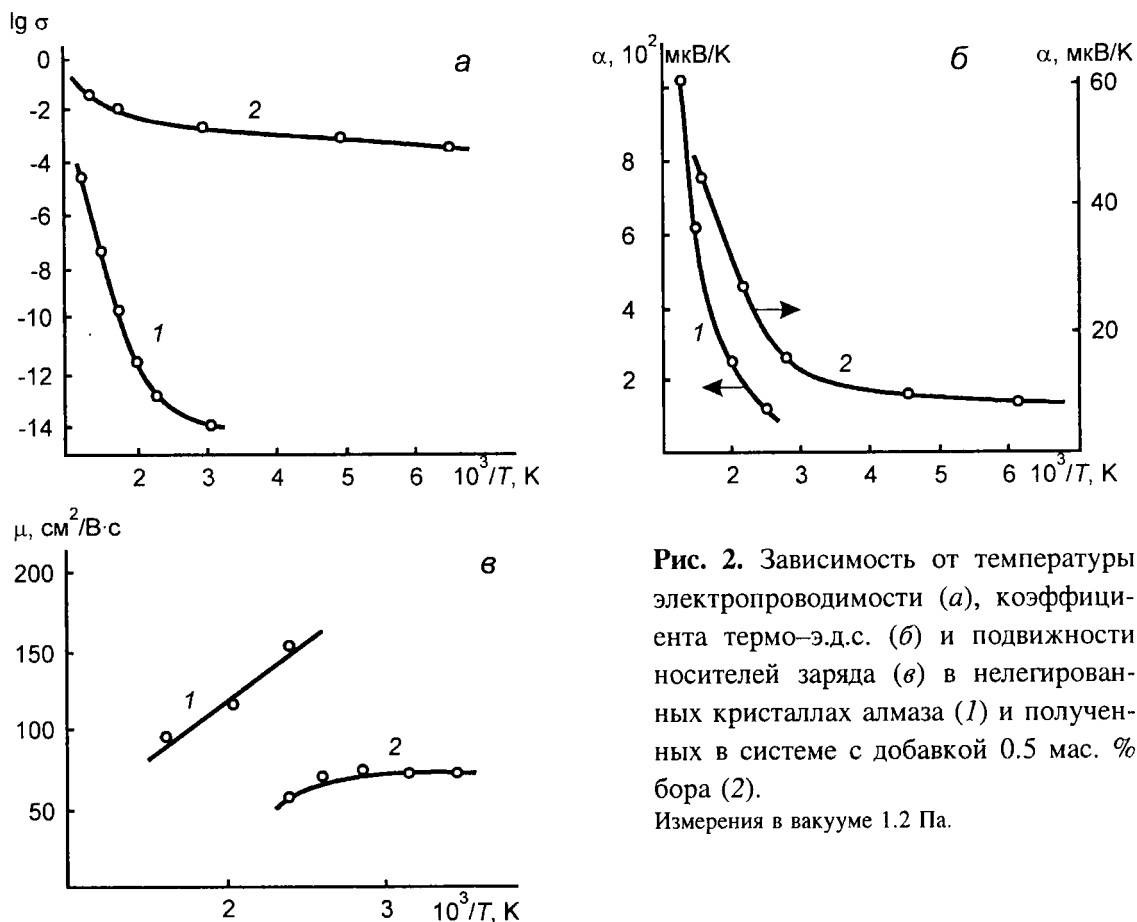 lg σ
0
-2
-4
-6
-8
-10
-12
-14
а
2
1
2 3 5 6 10³/T, K
α, 10² мкВ/K
8
6
4
2
б
α, мкВ/K
60
40
20
1
2
2 3 5 6 10³/T, K
μ, см²/В·с
200
150
100
50
в
1
2
2 3 10³/T, K
Рис. 2. Зависимость от температуры
электропроводимости (а), коэффици-
ента термо–э.д.с. (б) и подвижности
носителей заряда (в) в нелегирован-
ных кристаллах алмаза (1) и получен-
ных в системе с добавкой 0.5 мас. %
бора (2).
Измерения в вакууме 1.2 Па.